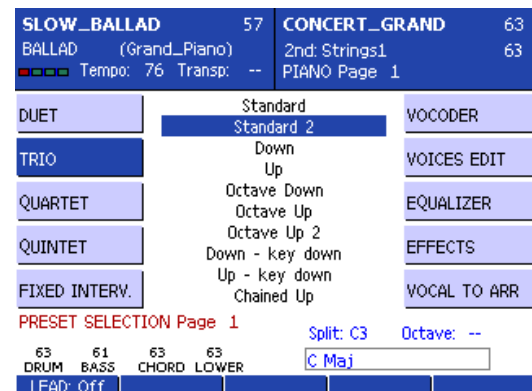 SLOW_BALLAD 57
BALLAD (Grand_Piano)
Tempo: 76 Transp: --
CONCERT_GRAND 63
2nd: Strings1 63
PIANO Page 1
DUET
TRIO
QUARTET
QUINTET
FIXED INTERV.
Standard
Standard 2
Down
Up
Octave Down
Octave Up
Octave Up 2
Down - key down
Up - key down
Chained Up
VOCODER
VOICES EDIT
EQUALIZER
EFFECTS
VOCAL TO ARR
PRESET SELECTION Page 1
Split: C3 Octave: --
63 61 63 63
DRUM BASS CHORD LOWER
C Maj
LEAD: Off